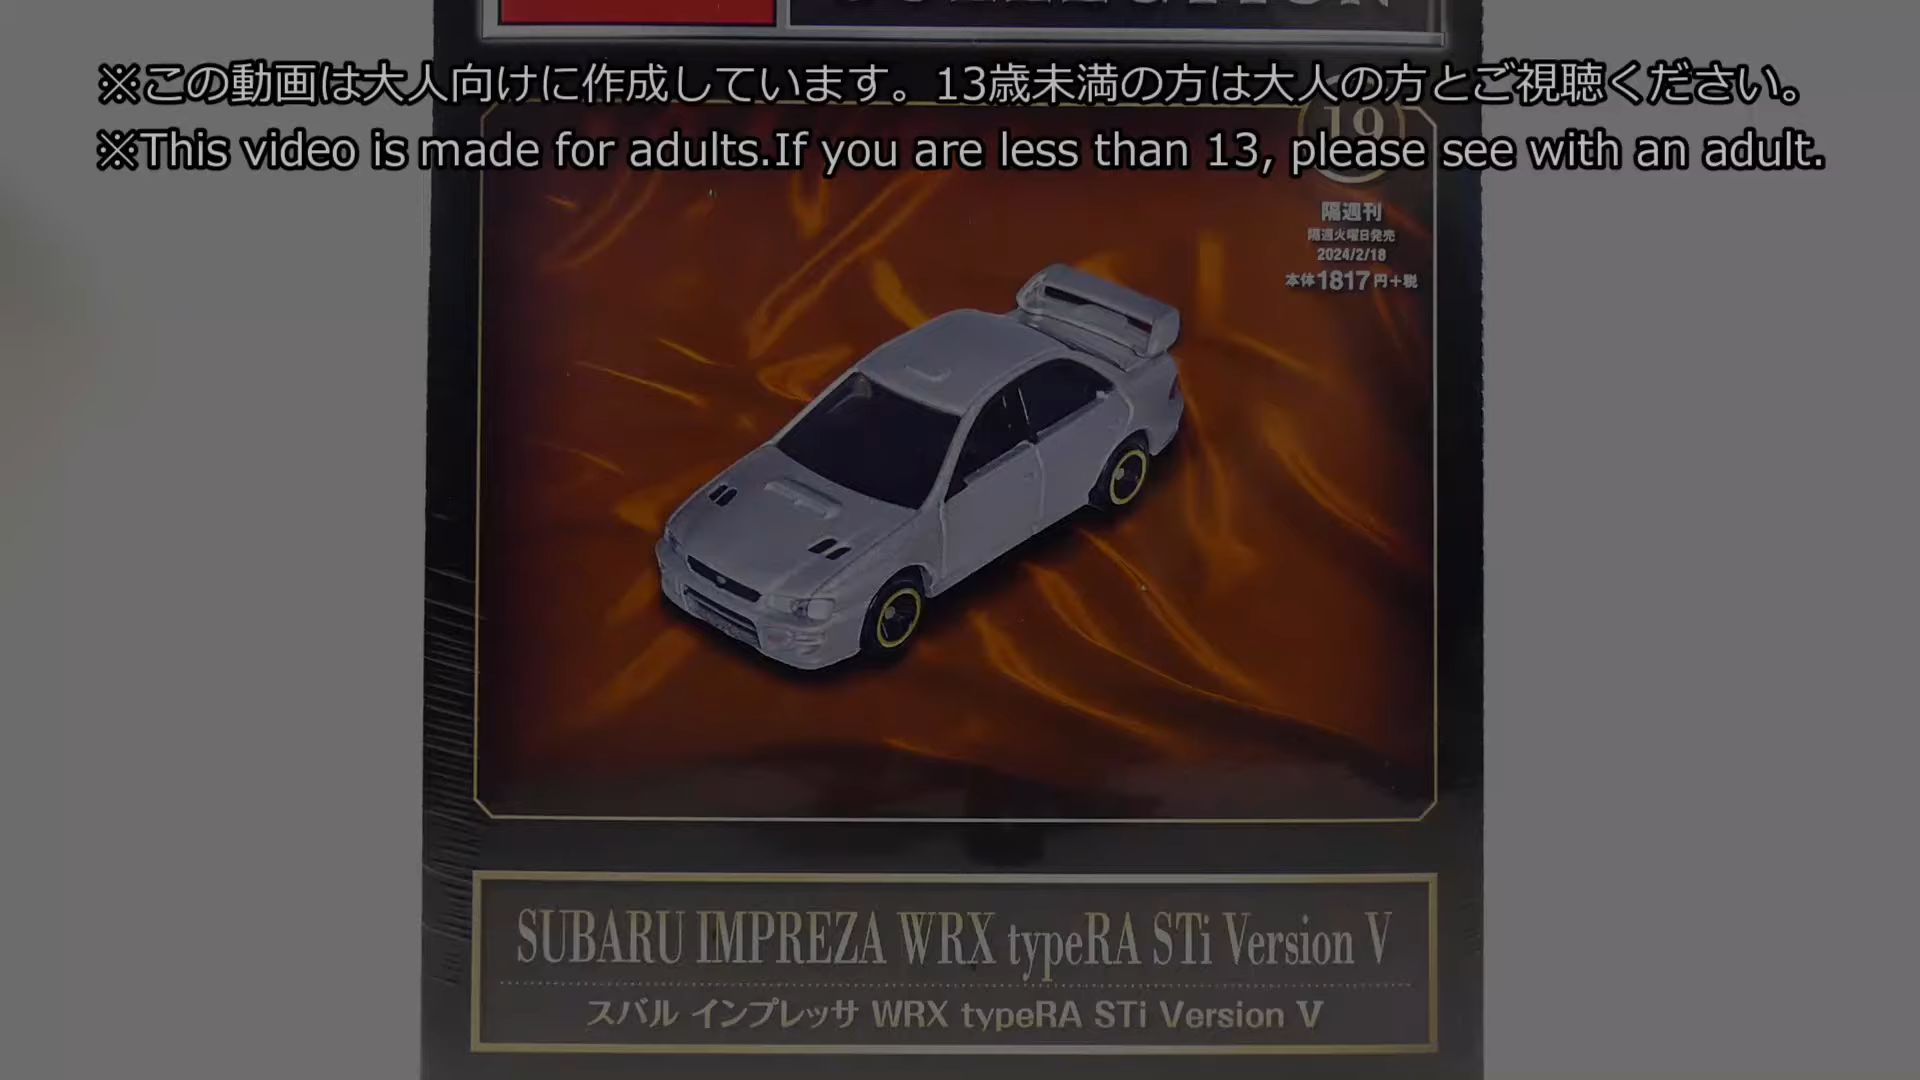 COLLECTION
※この動画は大人向けに作成しています。13歳未満の方は大人の方とご視聴ください。
※This video is made for adults.If you are less than 13, please see with an adult.
19
隔週刊
隔週火曜日発売
2024/2/18
本体1817円+税
SUBARU IMPREZA WRX typeRA STi Version V
スバル インプレッサ WRX typeRA STi Version V